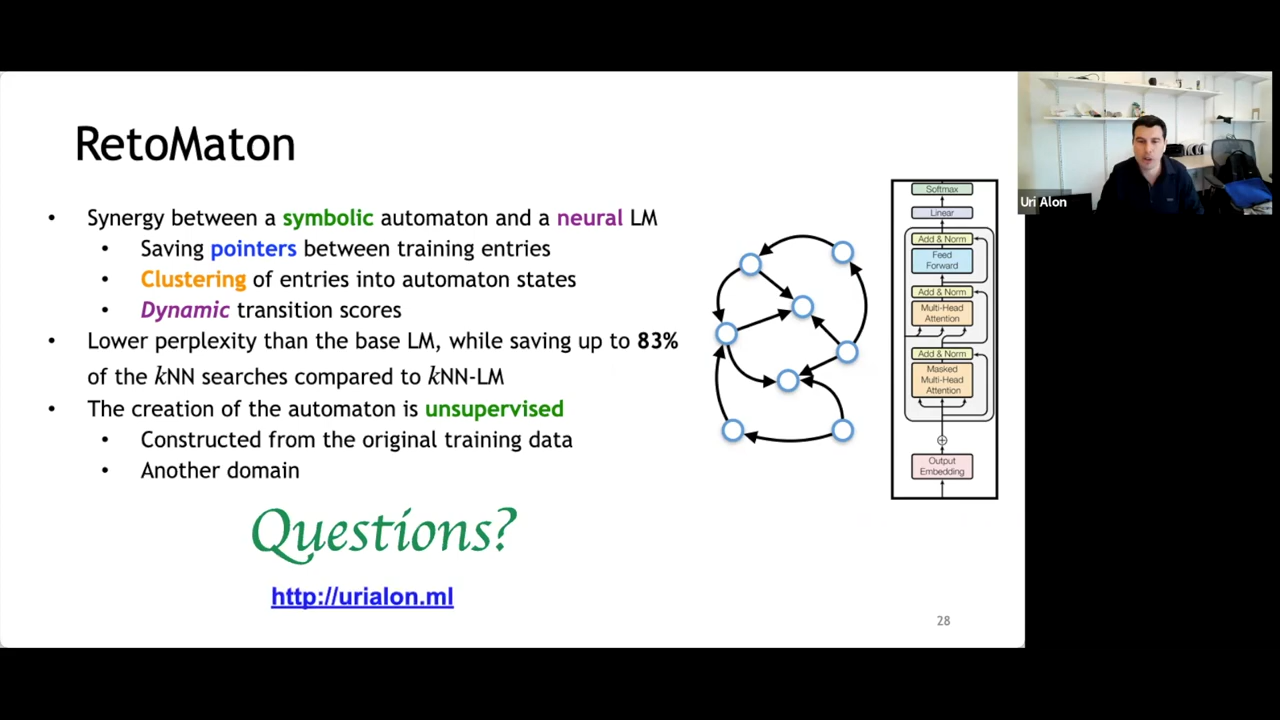 RetoMaton
• Synergy between a symbolic automaton and a neural LM
• Saving pointers between training entries
• Clustering of entries into automaton states
• Dynamic transition scores
• Lower perplexity than the base LM, while saving up to 83%
of the kNN searches compared to kNN-LM
• The creation of the automaton is unsupervised
• Constructed from the original training data
• Another domain
Questions?
http://urialon.ml
Softmax
Linear
Add & Norm
Feed
Forward
Add & Norm
Multi-Head
Attention
Add & Norm
Masked
Multi-Head
Attention
Output
Embedding
28
Uri Alon